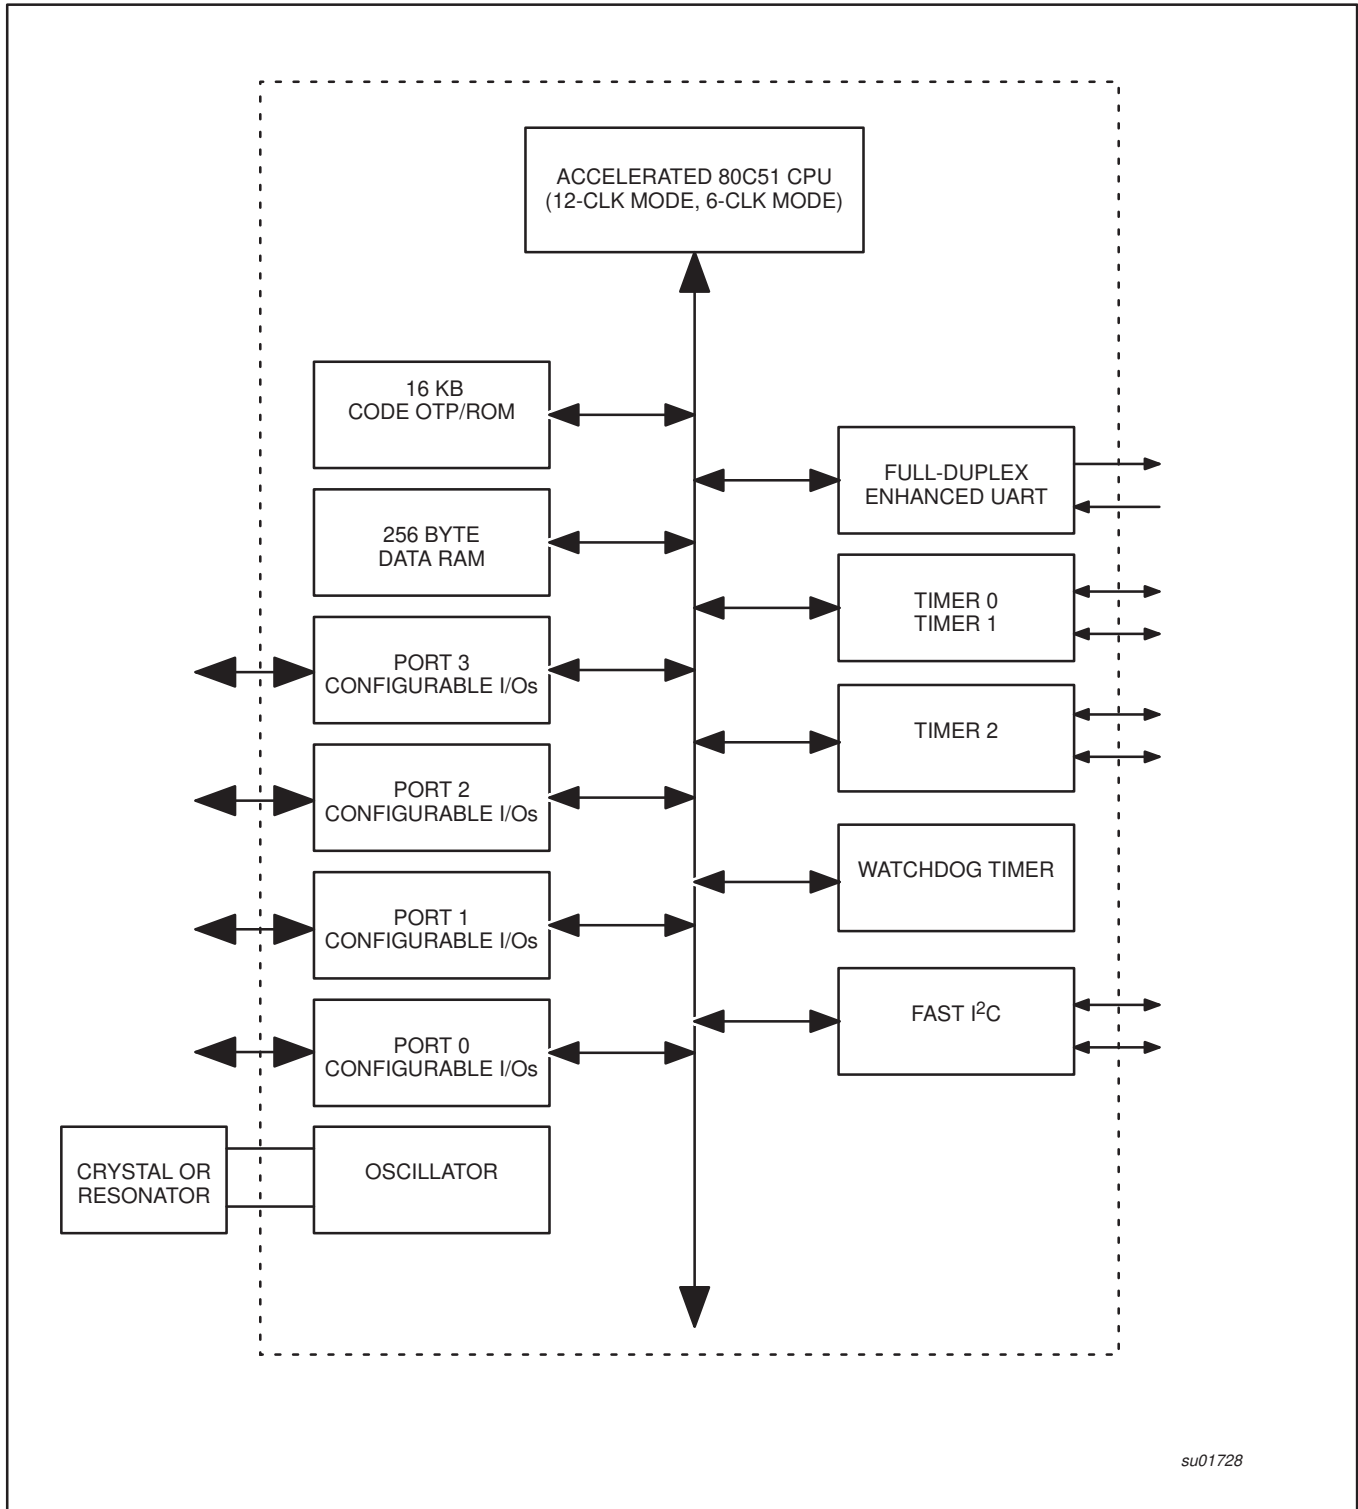 ACCELERATED 80C51 CPU
(12-CLK MODE, 6-CLK MODE)
16 KB
CODE OTP/ROM
256 BYTE
DATA RAM
PORT 3
CONFIGURABLE I/Os
PORT 2
CONFIGURABLE I/Os
PORT 1
CONFIGURABLE I/Os
PORT 0
CONFIGURABLE I/Os
CRYSTAL OR
RESONATOR
OSCILLATOR
FULL-DUPLEX
ENHANCED UART
TIMER 0
TIMER 1
TIMER 2
WATCHDOG TIMER
FAST I²C
su01728